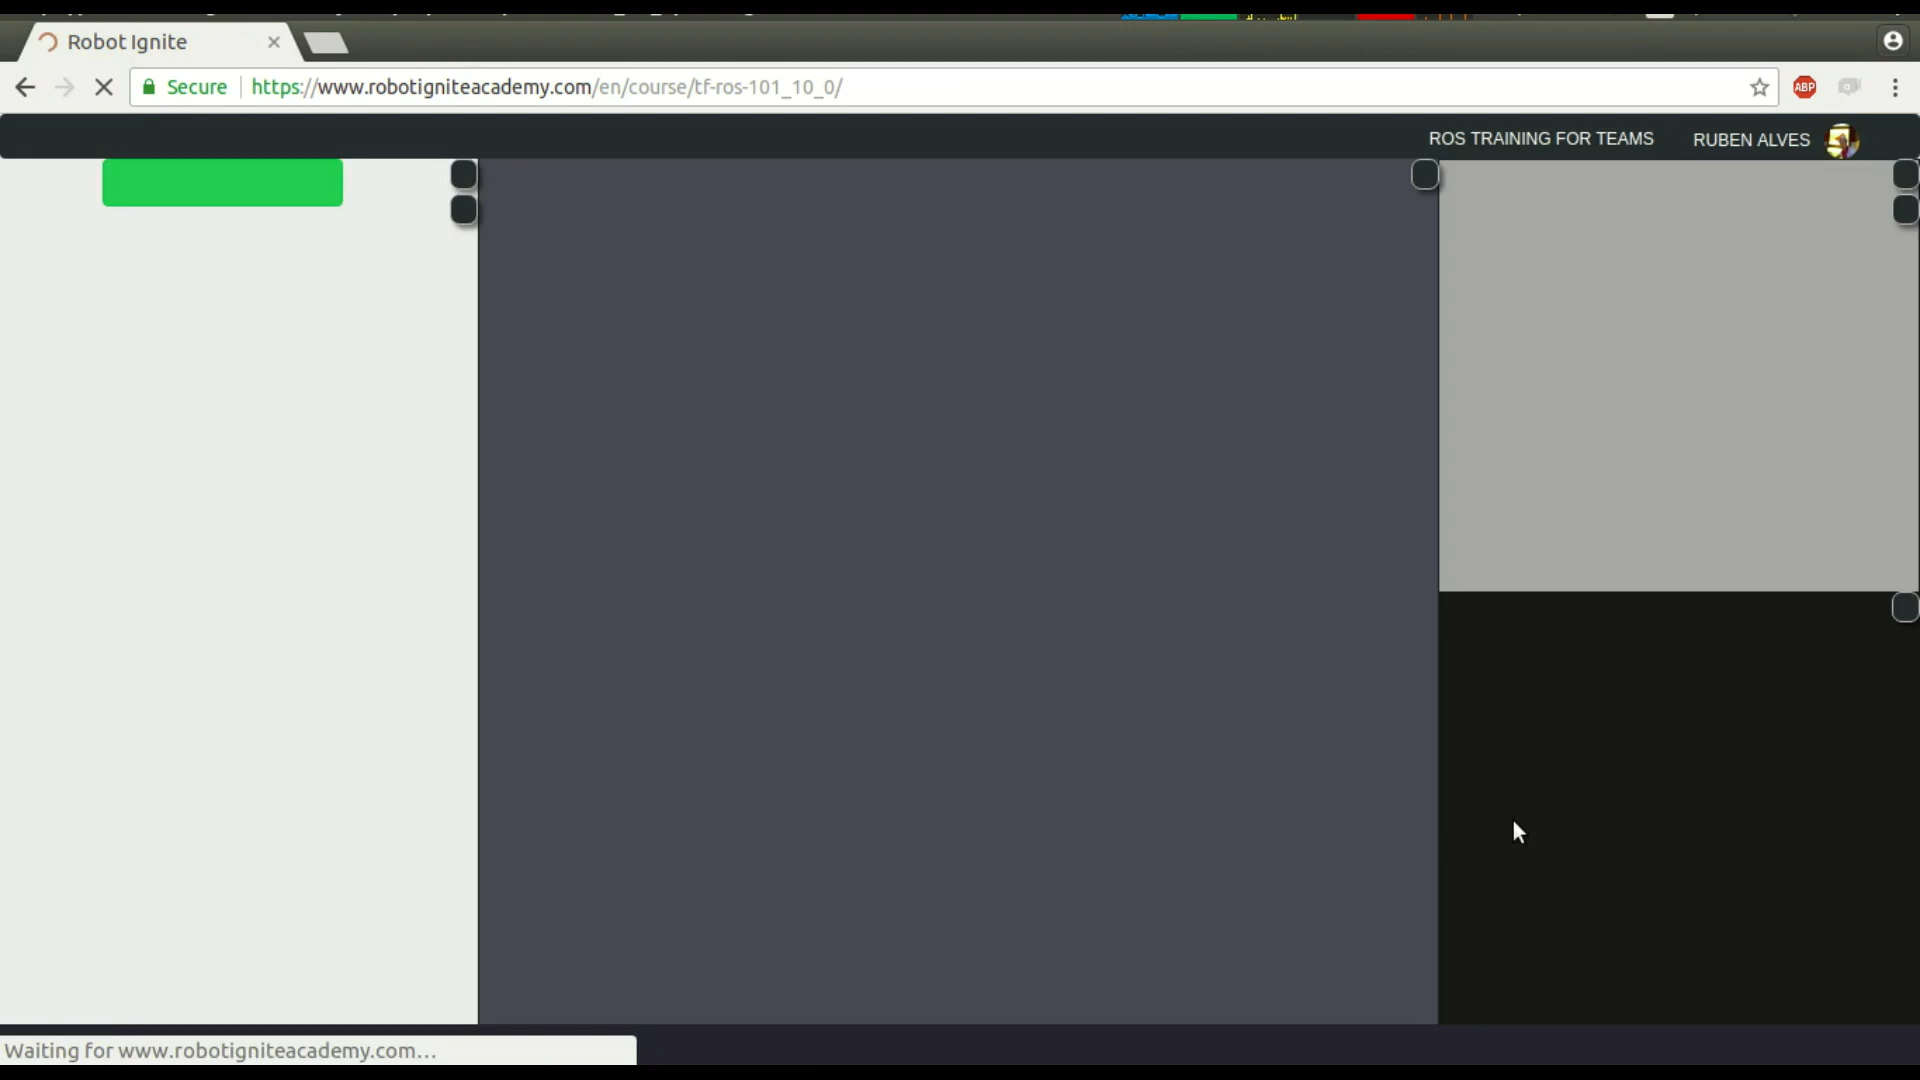 Robot Ignite
Secure https://www.robotigniteacademy.com/en/course/tf-ros-101_10_0/
ABP
ROS TRAINING FOR TEAMS RUBEN ALVES
Waiting for www.robotigniteacademy.com…